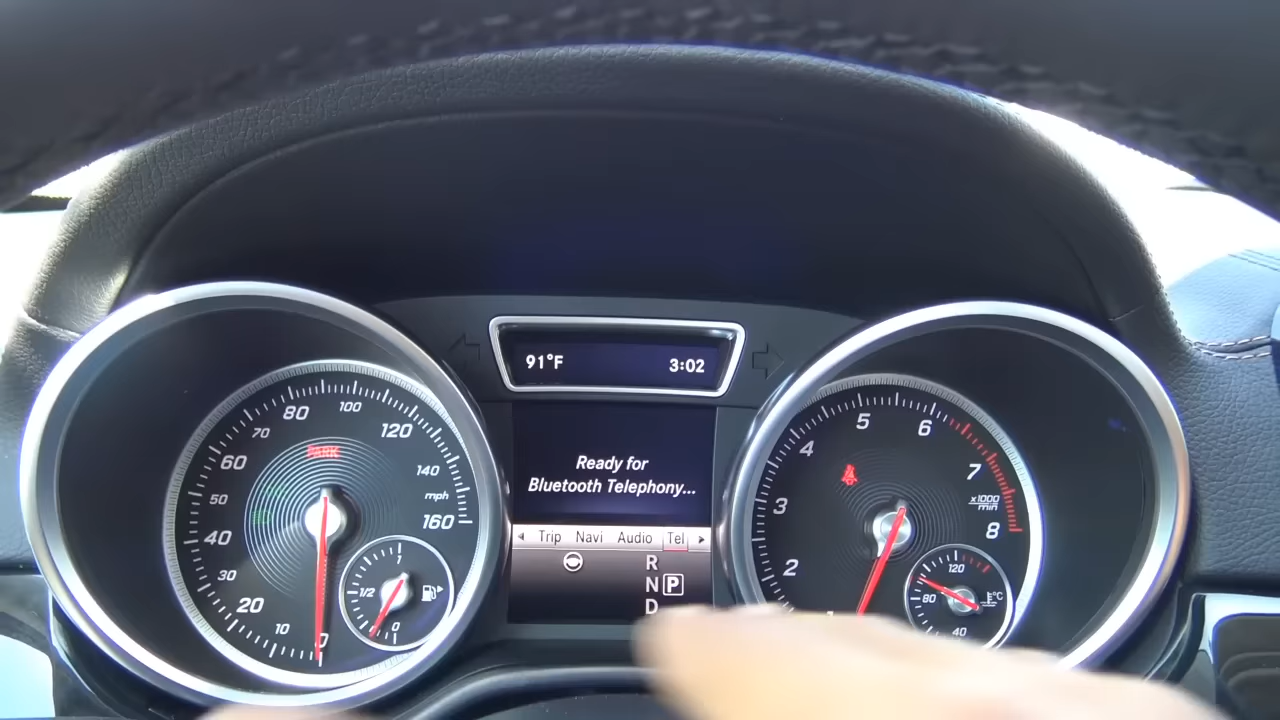 91°F 3:02
Ready for
Bluetooth Telephony...
Trip Navi Audio Tel
R
N P
D
PARK
0 10 20 30 40 50 60 70 80 100 120 140 160
mph
0 1/2 1
2 3 4 5 6 7 8
x1000
min
40 80 120
°C